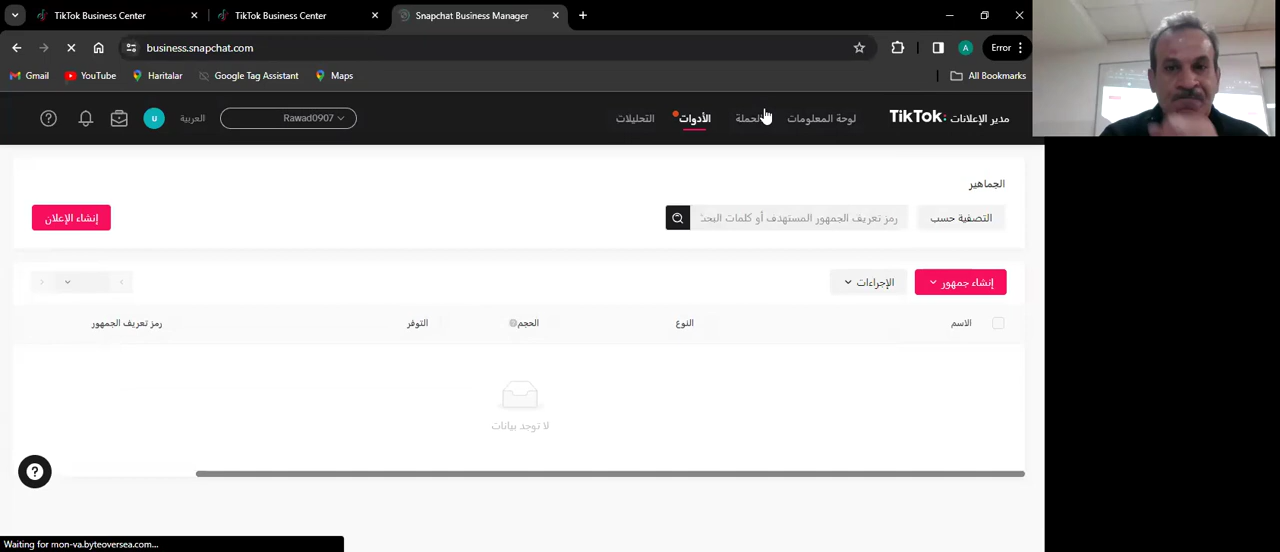 TikTok Business Center
TikTok Business Center
Snapchat Business Manager
business.snapchat.com
A
Error
Gmail
YouTube
Haritalar
Google Tag Assistant
Maps
All Bookmarks
TikTok: مدير الإعلانات
لوحة المعلومات
الحملة
الأدوات
التحليلات
Rawad0907
العربية
U
الجماهير
التصفية حسب
رمز تعريف الجمهور المستهدف أو كلمات البحث
إنشاء الإعلان
إنشاء جمهور
الإجراءات
الاسم
النوع
الحجم
التوفر
رمز تعريف الجمهور
لا توجد بيانات
Waiting for mon-va.byteoversea.com...